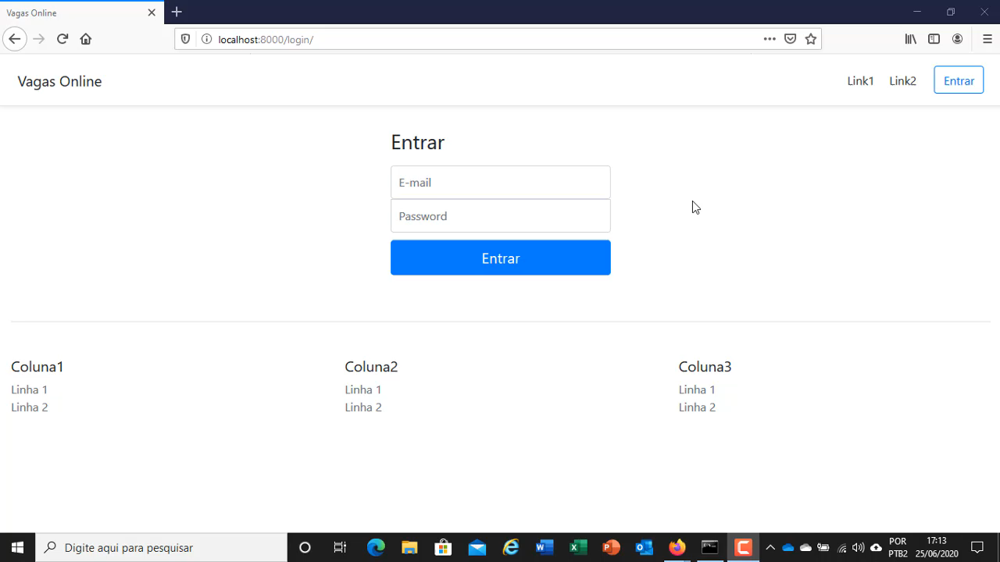 Vagas Online
localhost:8000/login/
Vagas Online
Link1
Link2
Entrar
Entrar
E-mail
Password
Entrar
Coluna1
Linha 1
Linha 2
Coluna2
Linha 1
Linha 2
Coluna3
Linha 1
Linha 2
Digite aqui para pesquisar
POR
PTB2
17:13
25/06/2020